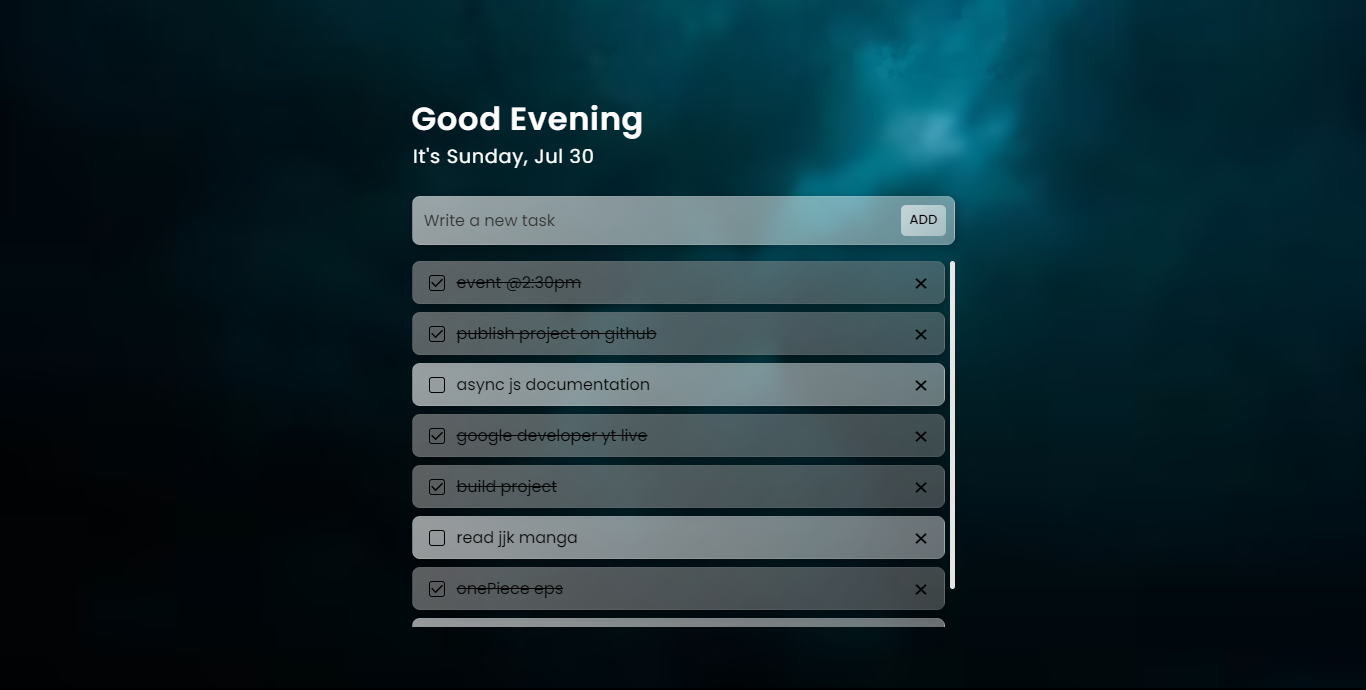 Good Evening
It's Sunday, Jul 30
Write a new task
ADD
event @2:30pm
publish project on github
async js documentation
google developer yt live
build project
read jjk manga
onePiece eps